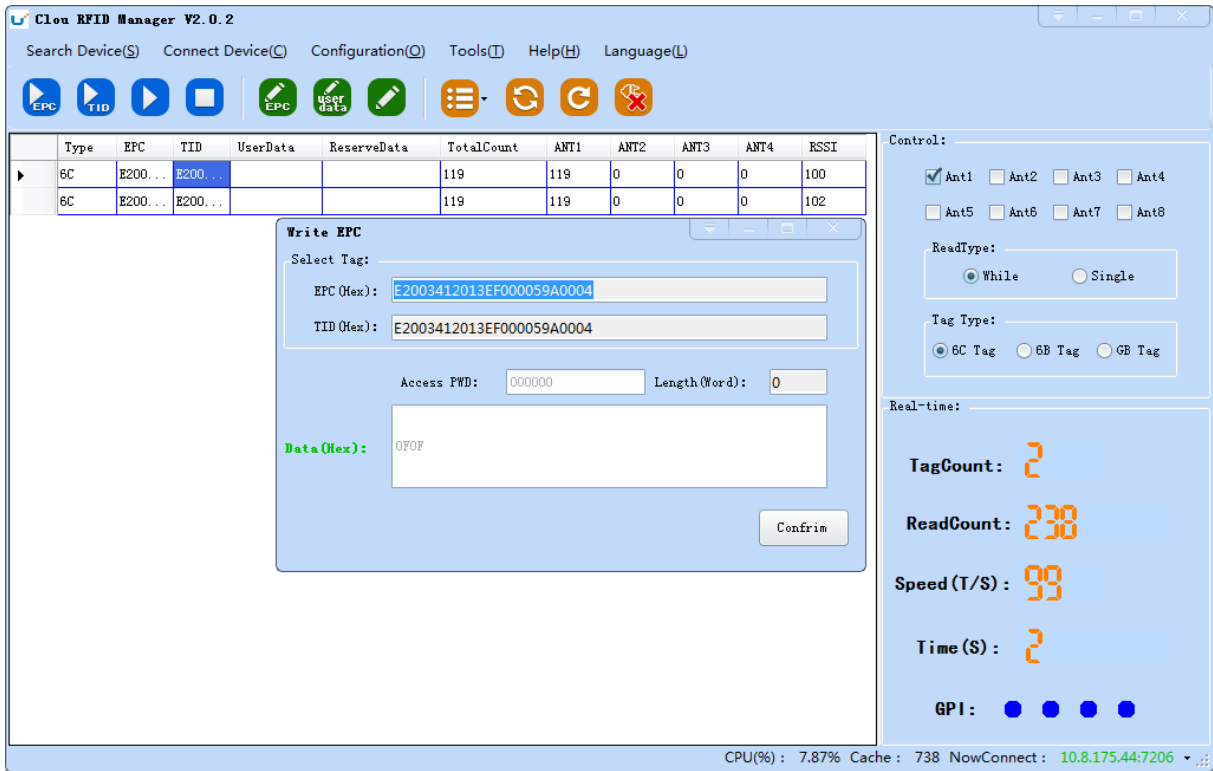 Clou RFID Manager V2.0.2
Search Device(S) Connect Device(C) Configuration(O) Tools(T) Help(H) Language(L)
EPC TID EPC user data
Type EPC TID UserData ReserveData TotalCount ANT1 ANT2 ANT3 ANT4 RSSI
6C E200... E200... 119 119 0 0 0 100
6C E200... E200... 119 119 0 0 0 102
Write EPC
Select Tag:
EPC(Hex): E2003412013EF000059A0004
TID(Hex): E2003412013EF000059A0004
Access PWD: 000000 Length(Word): 0
Data(Hex): 0F0F
Confrim
Control:
Ant1 Ant2 Ant3 Ant4
Ant5 Ant6 Ant7 Ant8
ReadType:
While Single
Tag Type:
6C Tag 6B Tag GB Tag
Real-time:
TagCount: 2
ReadCount: 238
Speed(T/S): 99
Time(S): 2
GPI:
CPU(%) : 7.87% Cache : 738 NowConnect : 10.8.175.44:7206